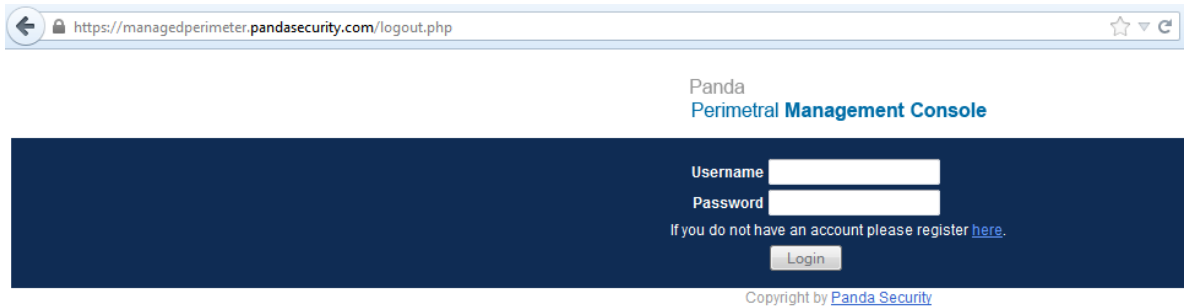 https://managedperimeter.pandasecurity.com/logout.php
Panda
Perimetral Management Console
Username
Password
If you do not have an account please register here.
Login
Copyright by Panda Security